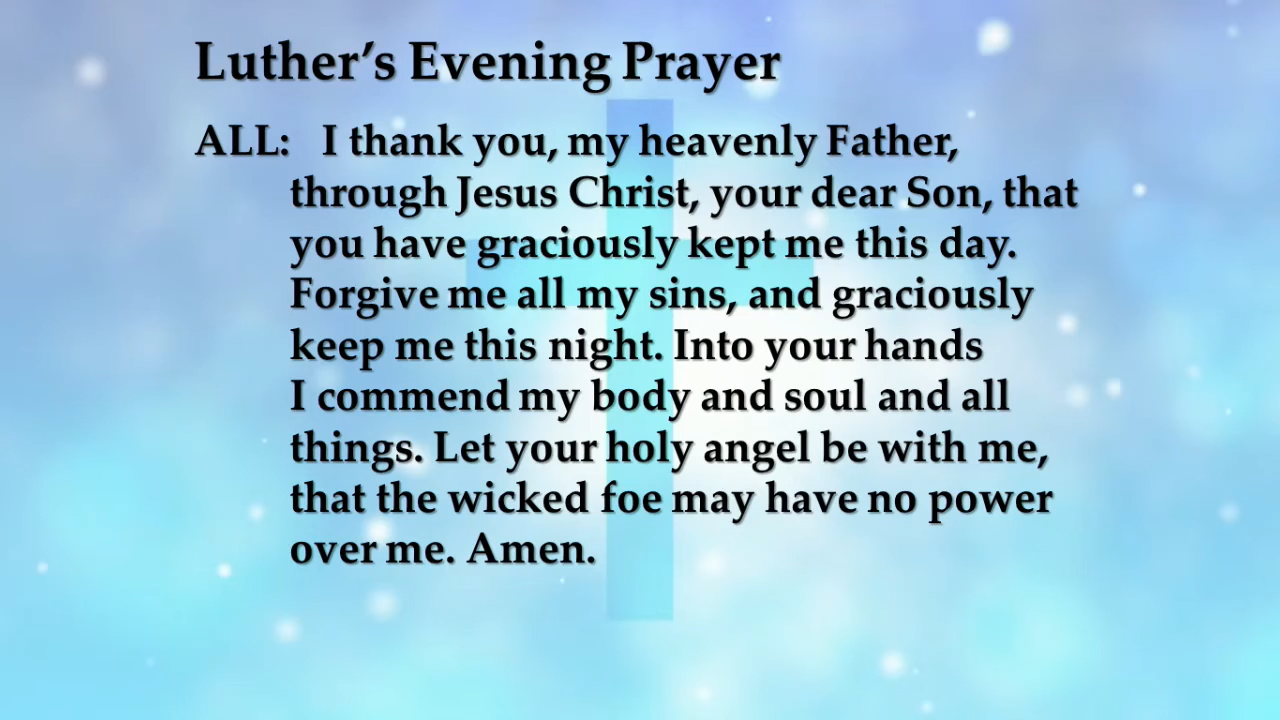 Luther’s Evening Prayer
ALL: I thank you, my heavenly Father,
through Jesus Christ, your dear Son, that
you have graciously kept me this day.
Forgive me all my sins, and graciously
keep me this night. Into your hands
I commend my body and soul and all
things. Let your holy angel be with me,
that the wicked foe may have no power
over me. Amen.